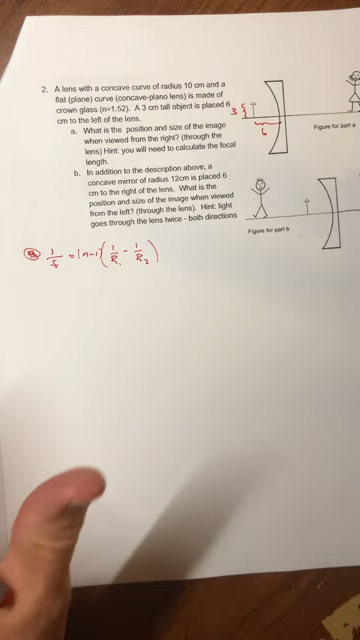 2. A lens with a concave curve of radius 10 cm and a
flat (plane) curve (concave-plano lens) is made of
crown glass (n=1.52). A 3 cm tall object is placed 6
cm to the left of the lens.
a. What is the position and size of the image
when viewed from the right? (through the
lens) Hint: you will need to calculate the focal
length.
b. In addition to the description above, a
concave mirror of radius 12cm is placed 6
cm to the right of the lens. What is the
position and size of the image when viewed
from the left? (through the lens). Hint: light
goes through the lens twice - both directions
3
6
Figure for part a
Figure for part b
1/f = (n-1)(1/R₁ - 1/R₂)